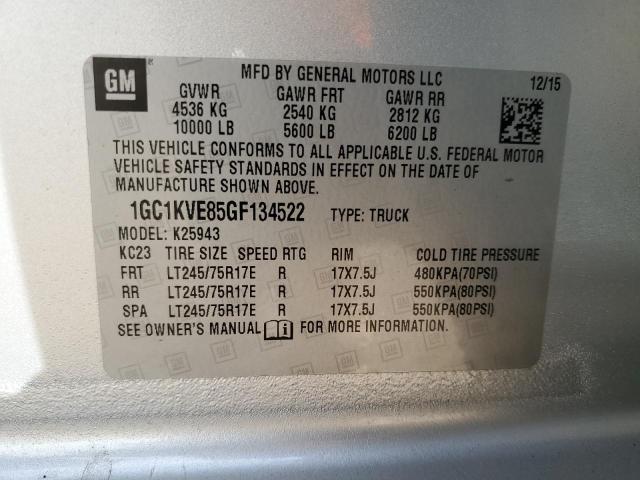 GM
MFD BY GENERAL MOTORS LLC 12/15
GVWR GAWR FRT GAWR RR
4536 KG 2540 KG 2812 KG
10000 LB 5600 LB 6200 LB
THIS VEHICLE CONFORMS TO ALL APPLICABLE U.S. FEDERAL MOTOR
VEHICLE SAFETY STANDARDS IN EFFECT ON THE DATE OF
MANUFACTURE SHOWN ABOVE.
1GC1KVE85GF134522 TYPE: TRUCK
MODEL: K25943
KC23 TIRE SIZE SPEED RTG RIM COLD TIRE PRESSURE
FRT LT245/75R17E R 17X7.5J 480KPA(70PSI)
RR LT245/75R17E R 17X7.5J 550KPA(80PSI)
SPA LT245/75R17E R 17X7.5J 550KPA(80PSI)
SEE OWNER'S MANUAL i FOR MORE INFORMATION.